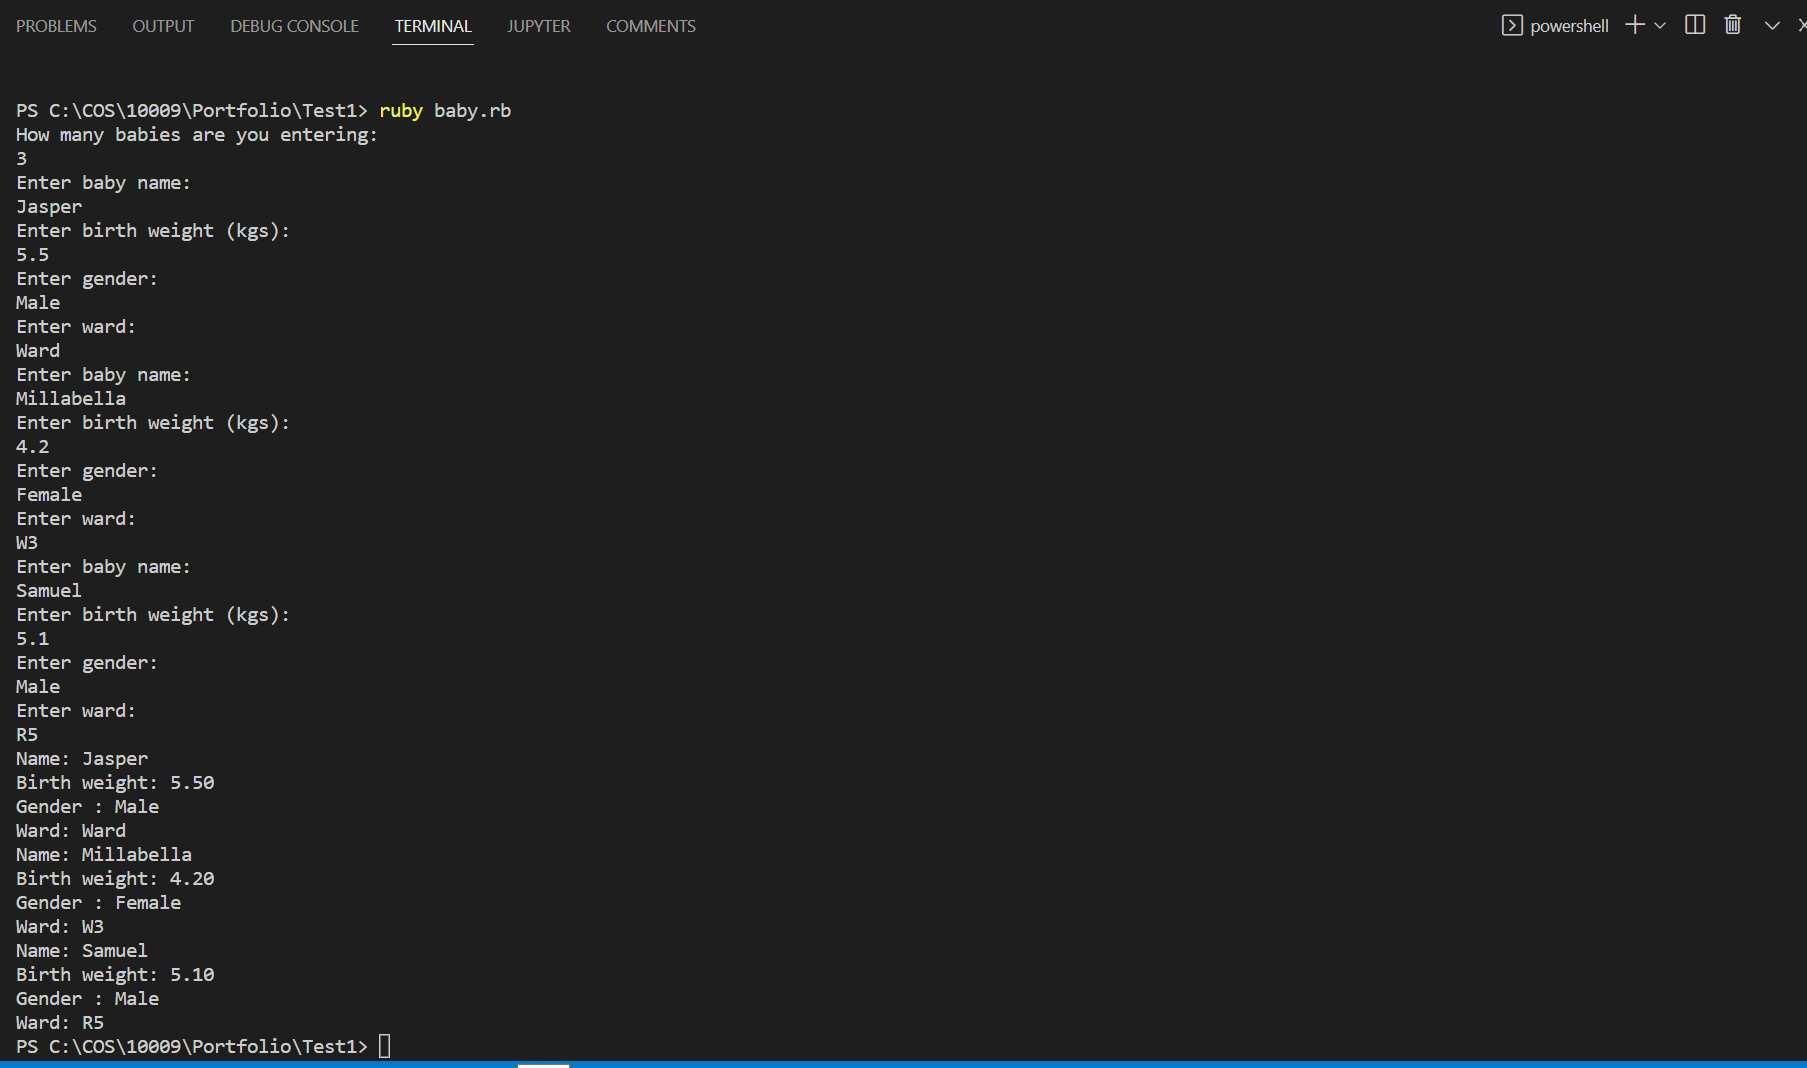 PROBLEMS OUTPUT DEBUG CONSOLE TERMINAL JUPYTER COMMENTS powershell
PS C:\COS\10009\Portfolio\Test1> ruby baby.rb
How many babies are you entering:
3
Enter baby name:
Jasper
Enter birth weight (kgs):
5.5
Enter gender:
Male
Enter ward:
Ward
Enter baby name:
Millabella
Enter birth weight (kgs):
4.2
Enter gender:
Female
Enter ward:
W3
Enter baby name:
Samuel
Enter birth weight (kgs):
5.1
Enter gender:
Male
Enter ward:
R5
Name: Jasper
Birth weight: 5.50
Gender : Male
Ward: Ward
Name: Millabella
Birth weight: 4.20
Gender : Female
Ward: W3
Name: Samuel
Birth weight: 5.10
Gender : Male
Ward: R5
PS C:\COS\10009\Portfolio\Test1>